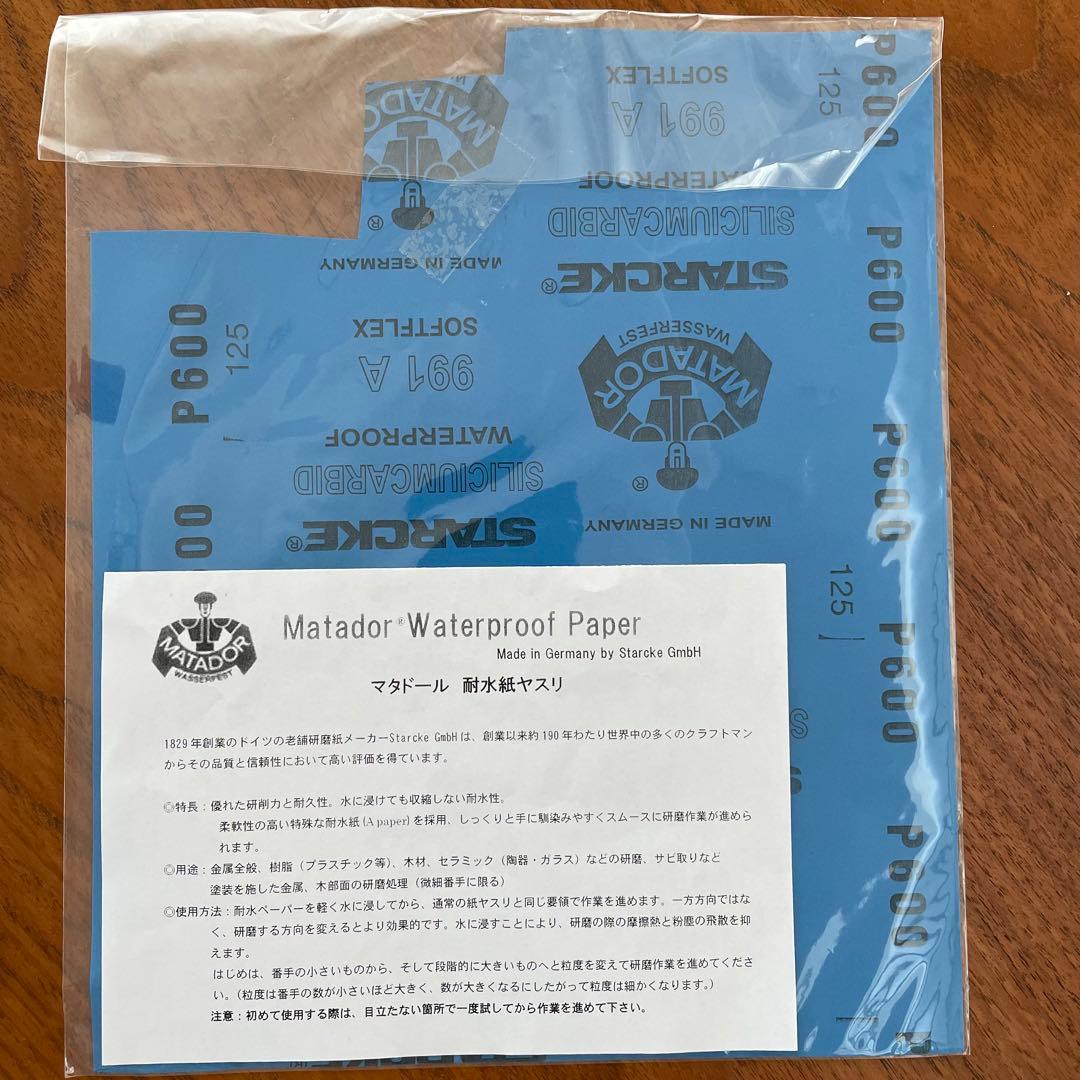 P600
125
SOFTFLEX
991 A
WATERPROOF
SILICIUMCARBID
STARCKE®
MATADOR
®
MADE IN GERMANY
P600
P600
125
SOFTFLEX
991 A
WATERPROOF
SILICIUMCARBID
STARCKE®
WASSERFEST
MATADOR
®
MADE IN GERMANY
P600
125
P600
P600
MATADOR
WASSERFEST
Matador® Waterproof Paper
Made in Germany by Starcke GmbH
マタドール 耐水紙ヤスリ
1829年創業のドイツの老舗研磨紙メーカーStarcke GmbHは、創業以来約190年わたり世界中の多くのクラフトマン
からその品質と信頼性において高い評価を得ています。
◎特長：優れた研削力と耐久性。水に浸けても収縮しない耐水性。
柔軟性の高い特殊な耐水紙(A paper)を採用、しっくりと手に馴染みやすくスムースに研磨作業が進めら
れます。
◎用途：金属全般、樹脂（プラスチック等）、木材、セラミック（陶器・ガラス）などの研磨、サビ取りなど
塗装を施した金属、木部面の研磨処理（微細番手に限る）
◎使用方法：耐水ペーパーを軽く水に浸してから、通常の紙ヤスリと同じ要領で作業を進めます。一方方向ではな
く、研磨する方向を変えるとより効果的です。水に浸すことにより、研磨の際の摩擦熱と粉塵の飛散を抑
えます。
はじめは、番手の小さいものから、そして段階的に大きいものへと粒度を変えて研磨作業を進めてくださ
い。（粒度は番手の数が小さいほど大きく、数が大きくなるにしたがって粒度は細かくなります。）
注意：初めて使用する際は、目立たない箇所で一度試してから作業を進めて下さい。